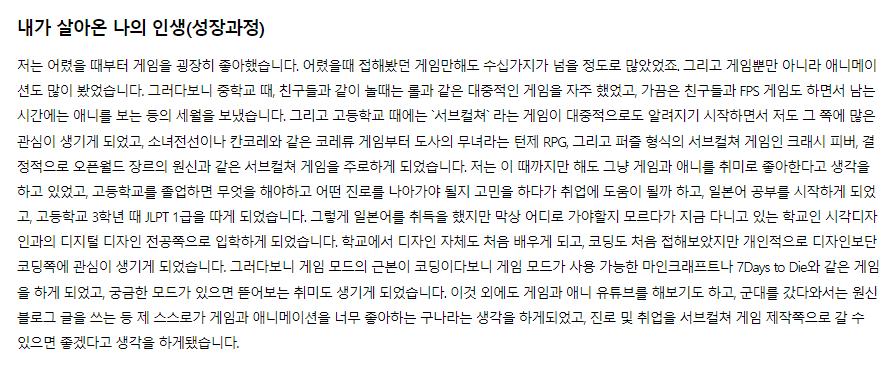 내가 살아온 나의 인생(성장과정)
저는 어렸을 때부터 게임을 굉장히 좋아했습니다. 어렸을때 접해봤던 게임만해도 수십가지가 넘을 정도로 많았었죠. 그리고 게임뿐만 아니라 애니메이
션도 많이 봤었습니다. 그러다보니 중학교 때, 친구들과 같이 놀때는 롤과 같은 대중적인 게임을 자주 했었고, 가끔은 친구들과 FPS 게임도 하면서 남는
시간에는 애니를 보는 등의 세월을 보냈습니다. 그리고 고등학교 때에는 `서브컬쳐` 라는 게임이 대중적으로도 알려지기 시작하면서 저도 그 쪽에 많은
관심이 생기게 되었고, 소녀전선이나 칸코레와 같은 코레류 게임부터 도사의 무녀라는 턴제 RPG, 그리고 퍼즐 형식의 서브컬쳐 게임인 크래시 피버, 결
정적으로 오픈월드 장르의 원신과 같은 서브컬쳐 게임을 주로하게 되었습니다. 저는 이 때까지만 해도 그냥 게임과 애니를 취미로 좋아한다고 생각을
하고 있었고, 고등학교를 졸업하면 무엇을 해야하고 어떤 진로를 나아가야 될지 고민을 하다가 취업에 도움이 될까 하고, 일본어 공부를 시작하게 되었
고, 고등학교 3학년 때 JLPT 1급을 따게 되었습니다. 그렇게 일본어를 취득을 했지만 막상 어디로 가야할지 모르다가 지금 다니고 있는 학교인 시각디자
인과의 디지털 디자인 전공쪽으로 입학하게 되었습니다. 학교에서 디자인 자체도 처음 배우게 되고, 코딩도 처음 접해보았지만 개인적으로 디자인보단
코딩쪽에 관심이 생기게 되었습니다. 그러다보니 게임 모드의 근본이 코딩이다보니 게임 모드가 사용 가능한 마인크래프트나 7Days to Die와 같은 게임
을 하게 되었고, 궁금한 모드가 있으면 뜯어보는 취미도 생기게 되었습니다. 이것 외에도 게임과 애니 유튜브를 해보기도 하고, 군대를 갔다와서는 원신
블로그 글을 쓰는 등 제 스스로가 게임과 애니메이션을 너무 좋아하는 구나라는 생각을 하게되었고, 진로 및 취업을 서브컬쳐 게임 제작쪽으로 갈 수
있으면 좋겠다고 생각을 하게됐습니다.